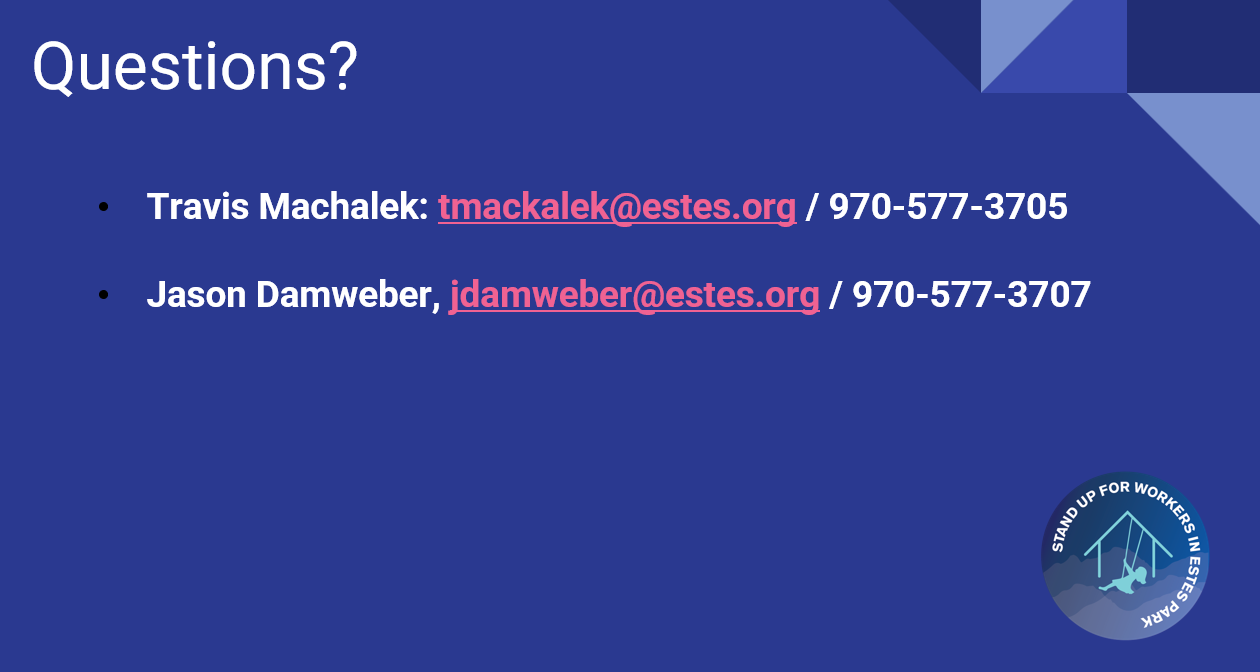 Questions?
• Travis Machalek: tmackalek@estes.org / 970-577-3705
• Jason Damweber, jdamweber@estes.org / 970-577-3707
STAND UP FOR WORKERS IN ESTES PARK